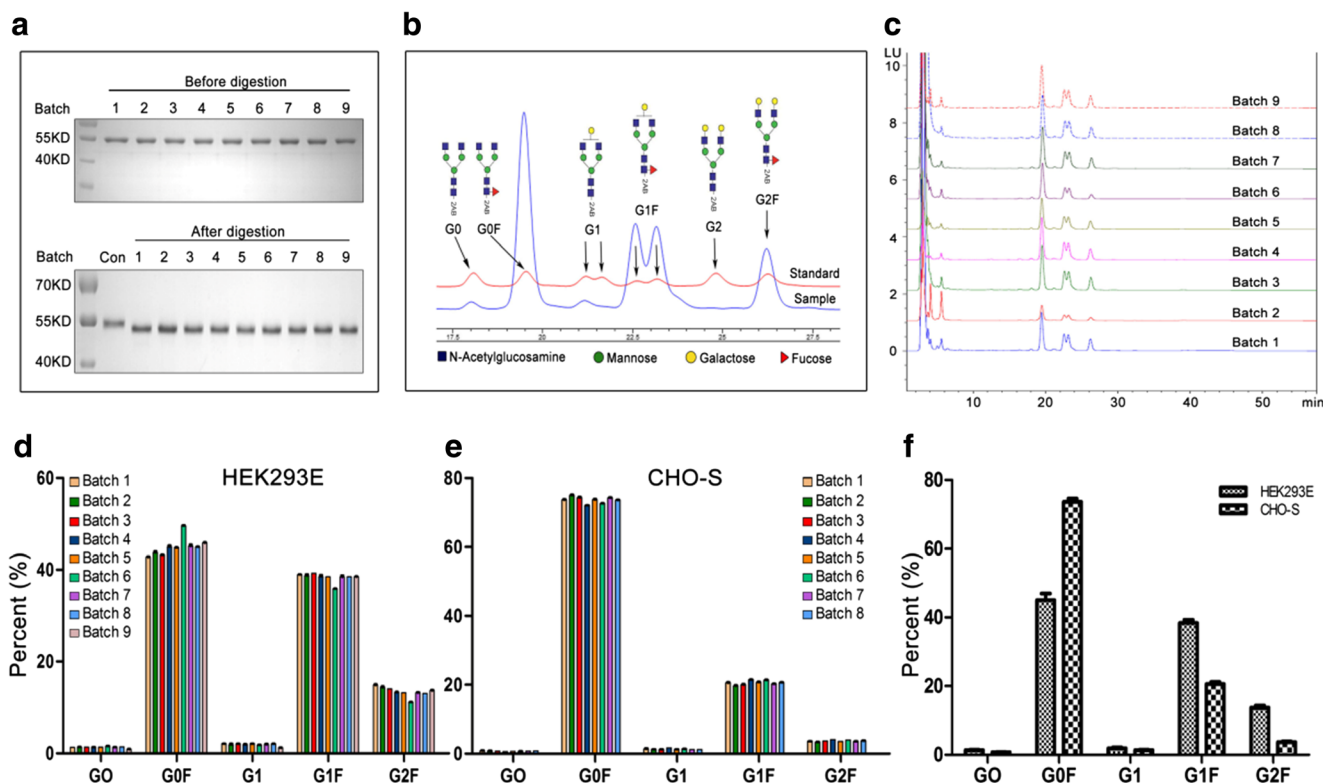 a
Before digestion
Batch 1 2 3 4 5 6 7 8 9
55KD
40KD
After digestion
Batch Con 1 2 3 4 5 6 7 8 9
70KD
55KD
40KD
b
2AB 2AB 2AB 2AB 2AB 2AB
G0 G0F G1 G1F G2 G2F
Standard
Sample
17.5 20 22.5 25 27.5
N-Acetylglucosamine Mannose Galactose Fucose
c
LU
10
8
6
4
2
0
Batch 9
Batch 8
Batch 7
Batch 6
Batch 5
Batch 4
Batch 3
Batch 2
Batch 1
10 20 30 40 50 min
d
HEK293E
Percent (%)
60
40
20
0
Batch 1
Batch 2
Batch 3
Batch 4
Batch 5
Batch 6
Batch 7
Batch 8
Batch 9
GO G0F G1 G1F G2F
e
CHO-S
Percent (%)
80
60
40
20
0
Batch 1
Batch 2
Batch 3
Batch 4
Batch 5
Batch 6
Batch 7
Batch 8
GO G0F G1 G1F G2F
f
Percent (%)
80
60
40
20
0
HEK293E
CHO-S
GO G0F G1 G1F G2F